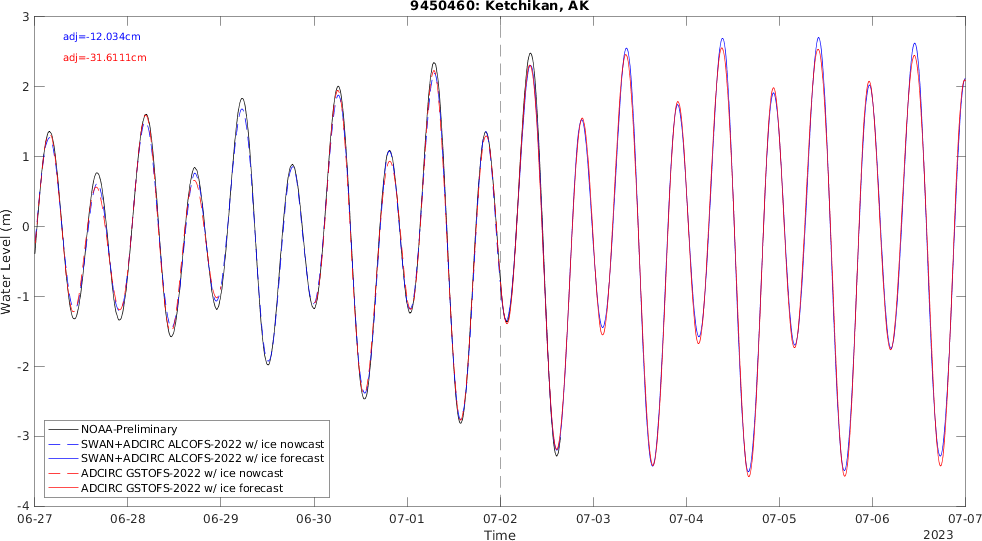 9450460: Ketchikan, AK
adj=-12.034cm
adj=-31.6111cm
3
2
1
0
-1
-2
-3
-4
Water Level (m)
NOAA-Preliminary
SWAN+ADCIRC ALCOFS-2022 w/ ice nowcast
SWAN+ADCIRC ALCOFS-2022 w/ ice forecast
ADCIRC GSTOFS-2022 w/ ice nowcast
ADCIRC GSTOFS-2022 w/ ice forecast
06-27 06-28 06-29 06-30 07-01 07-02 07-03 07-04 07-05 07-06 07-07
Time
2023